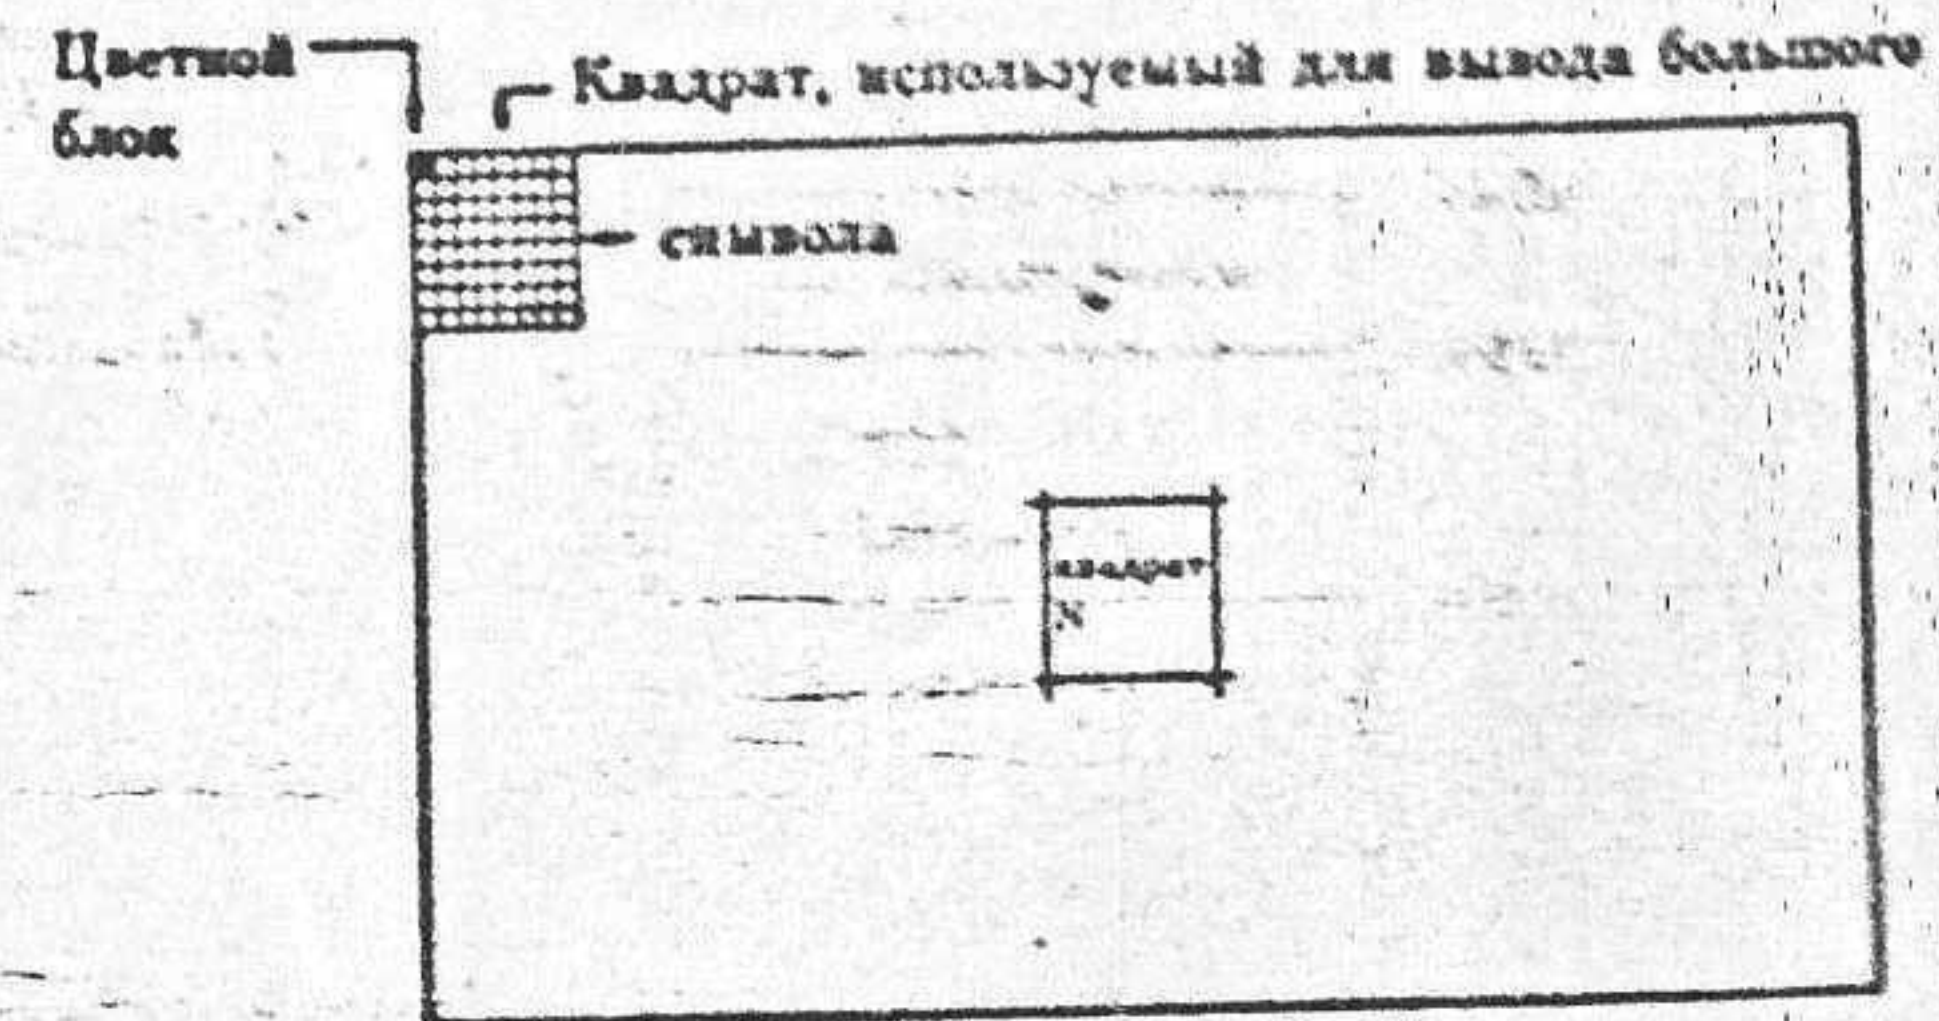 Цветной
блок
Квадрат, используемый для вывода большого
символа
квадрат
N